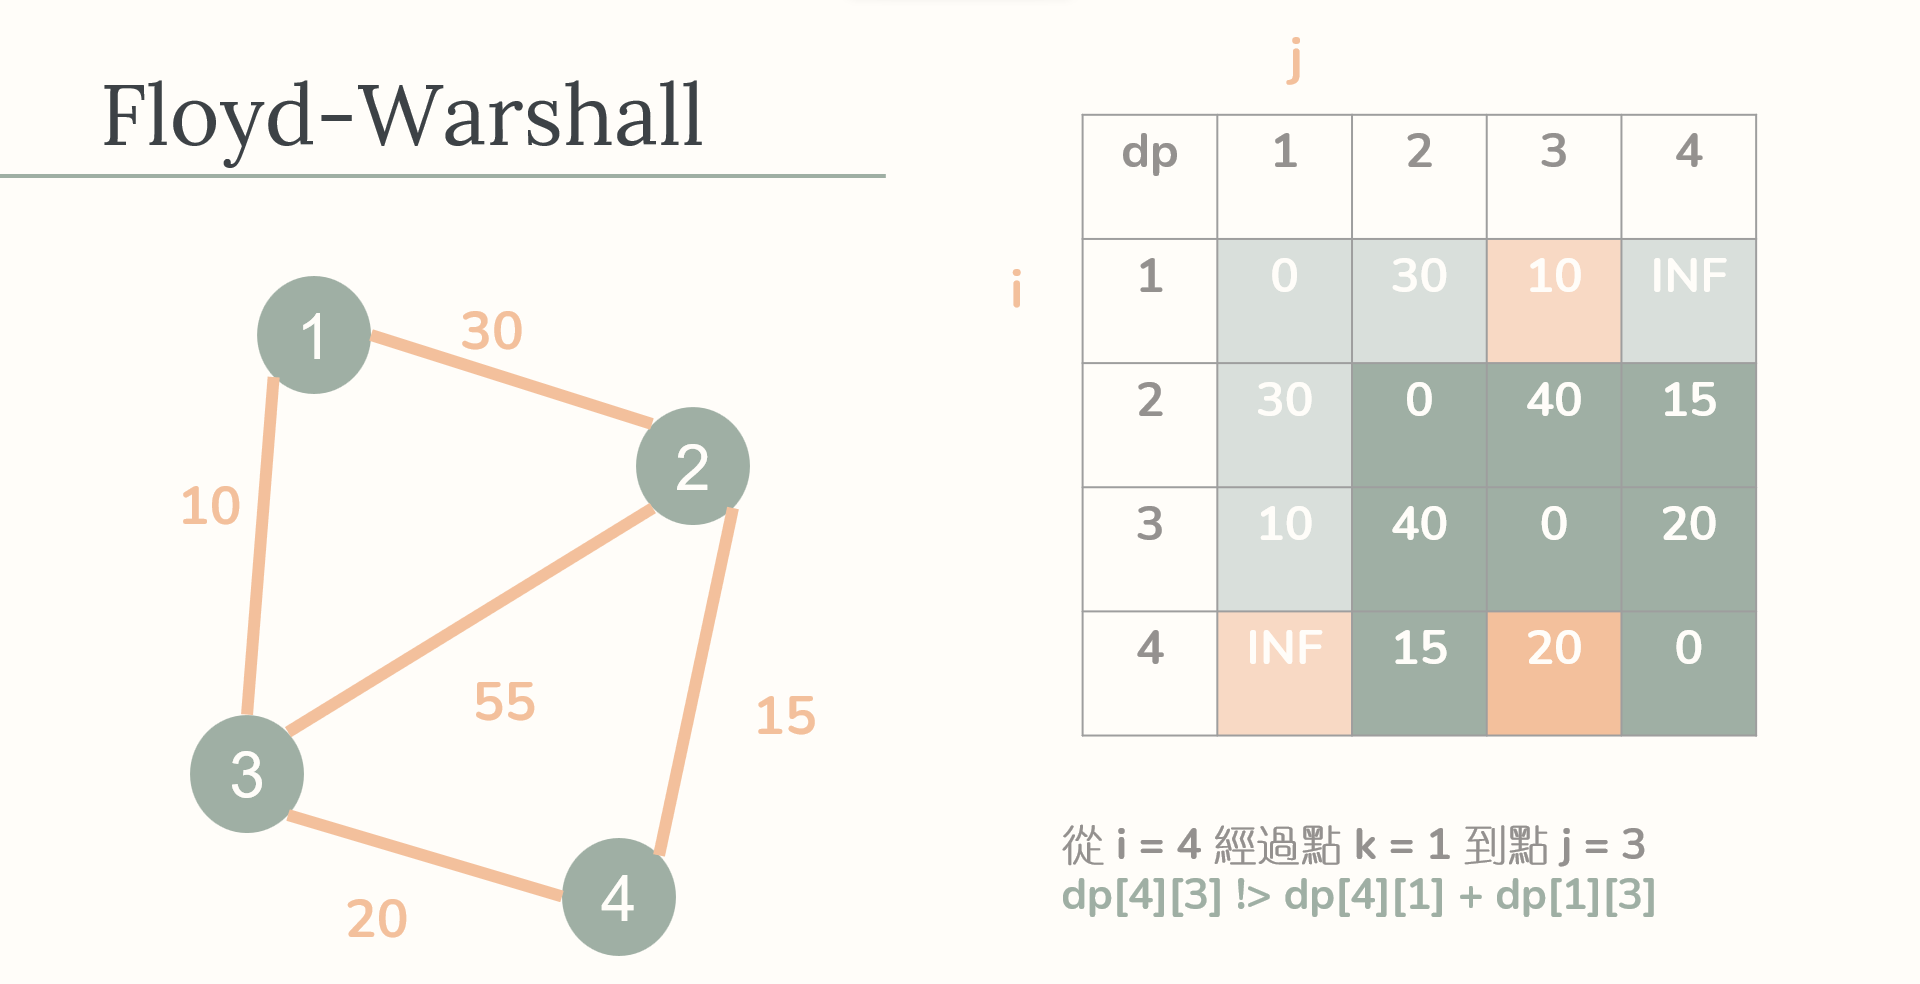 Floyd-Warshall
1
30
2
10
55
15
3
20
4
j
i
dp 1 2 3 4
1 0 30 10 INF
2 30 0 40 15
3 10 40 0 20
4 INF 15 20 0
從 i = 4 經過點 k = 1 到點 j = 3
dp[4][3] !> dp[4][1] + dp[1][3]